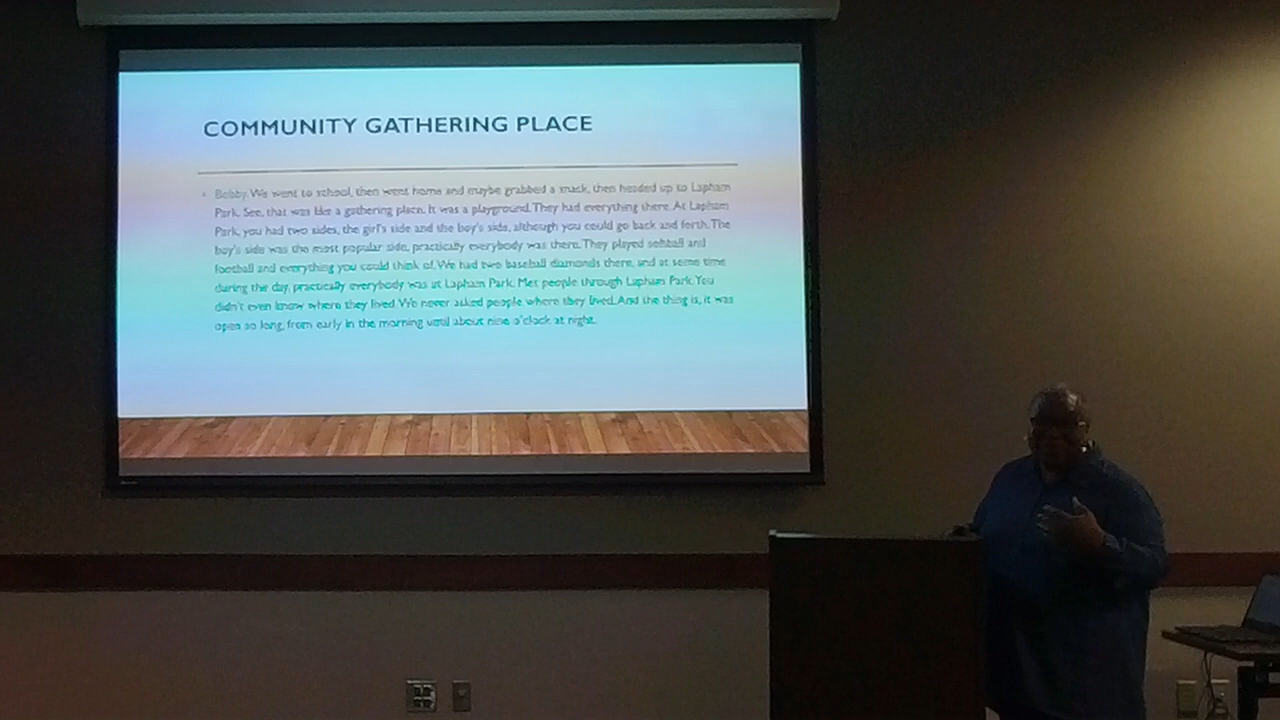 COMMUNITY GATHERING PLACE
• Bobby. We went to school, then went home and maybe grabbed a snack, then headed up to Lapham
Park. See, that was like a gathering place. It was a playground. They had everything there. At Lapham
Park, you had two sides, the girl's side and the boy's side, although you could go back and forth. The
boy's side was the most popular side, practically everybody was there. They played softball and
football and everything you could think of. We had two baseball diamonds there, and at some time
during the day, practically everybody was at Lapham Park. Met people through Lapham Park. You
didn't even know where they lived. We never asked people where they lived. And the thing is, it was
open so long, from early in the morning until about nine o'clock at night.